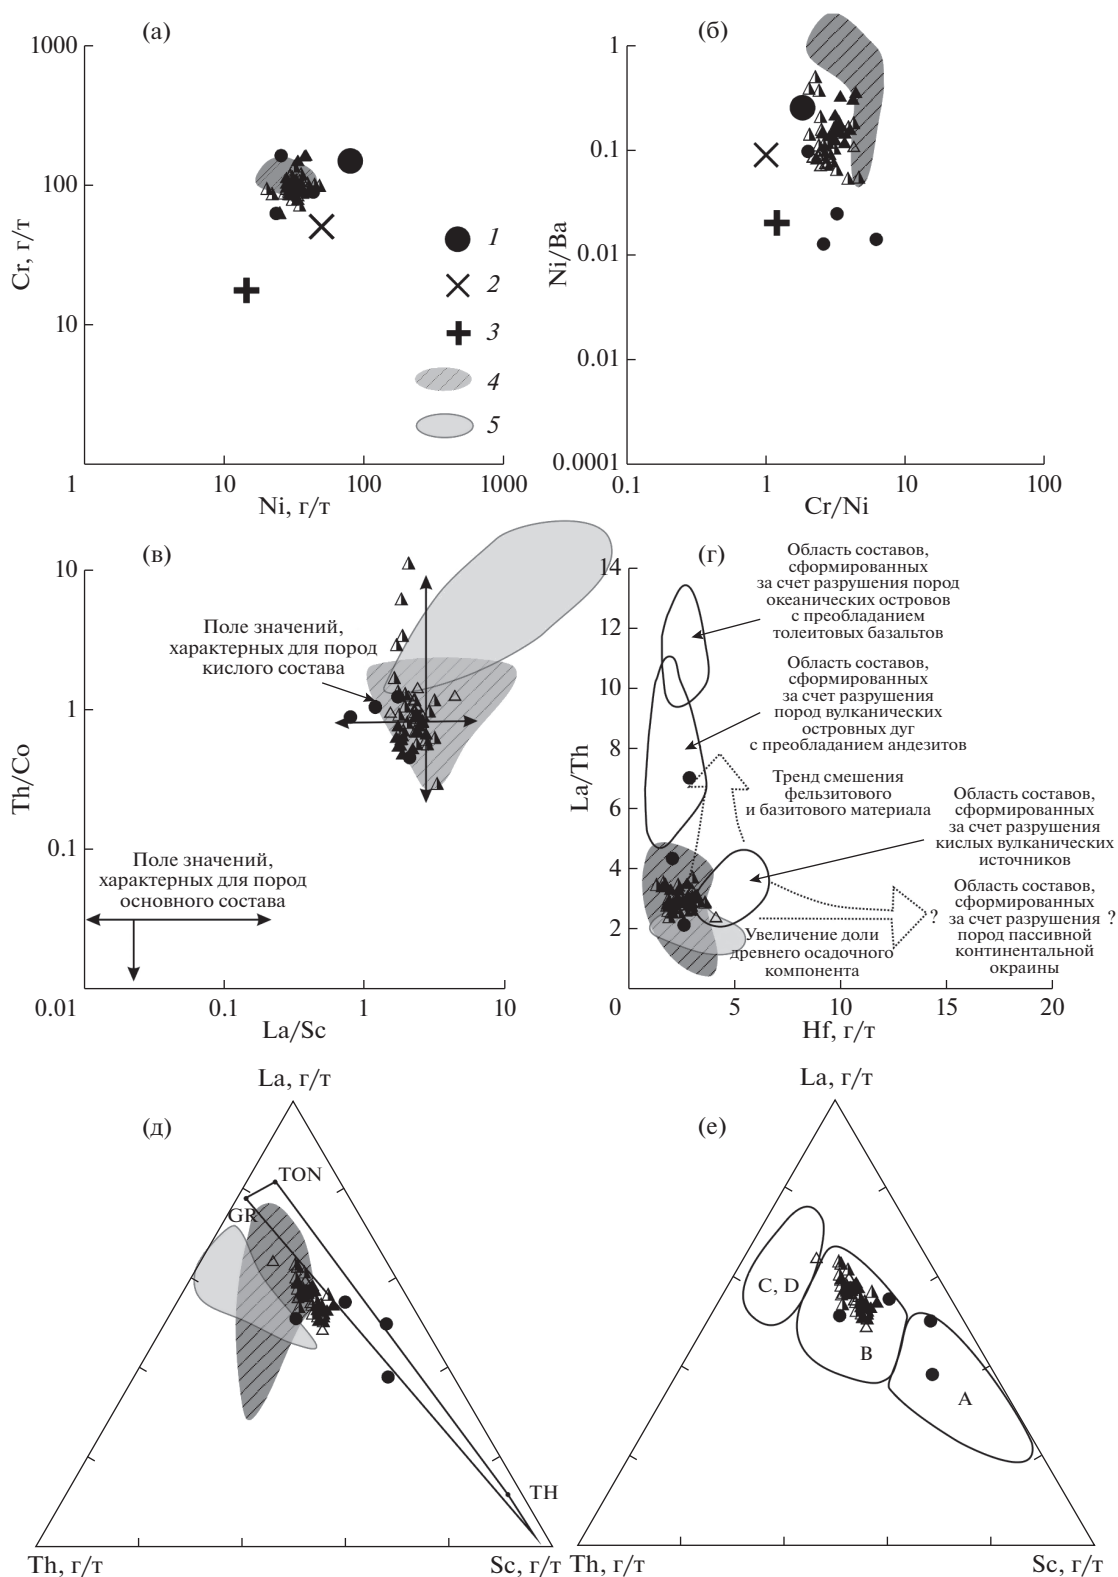 (а)
1000
100
10
1
10
100
1000
Cr, г/т
Ni, г/т
1
2
3
4
5
(б)
1
0.1
0.01
0.01
0.0001
0.1
1
10
100
Ni/Ba
Cr/Ni
(в)
10
1
0.1
0.01
0.1
1
10
Th/Co
La/Sc
Поле значений,
характерных для пород
кислого состава
Поле значений,
характерных для пород
основного состава
(г)
14
12
10
8
6
4
2
0
5
10
15
20
La/Th
Hf, г/т
Область составов,
сформированных
за счет разрушения пород
океанических островов
с преобладанием
толеитовых базальтов
Область составов,
сформированных
за счет разрушения
пород вулканических
островных дуг
с преобладанием андезитов
Тренд смешения
фельзитового
и базитового материала
Область составов,
сформированных
за счет разрушения
кислых вулканических
источников
Область составов,
сформированных
за счет разрушения
пород пассивной
континентальной
окраины
?
?
Увеличение доли
древнего осадочного
компонента
(д)
La, г/т
TON
GR
TH
Th, г/т
Sc, г/т
(е)
La, г/т
C, D
B
A
Th, г/т
Sc, г/т